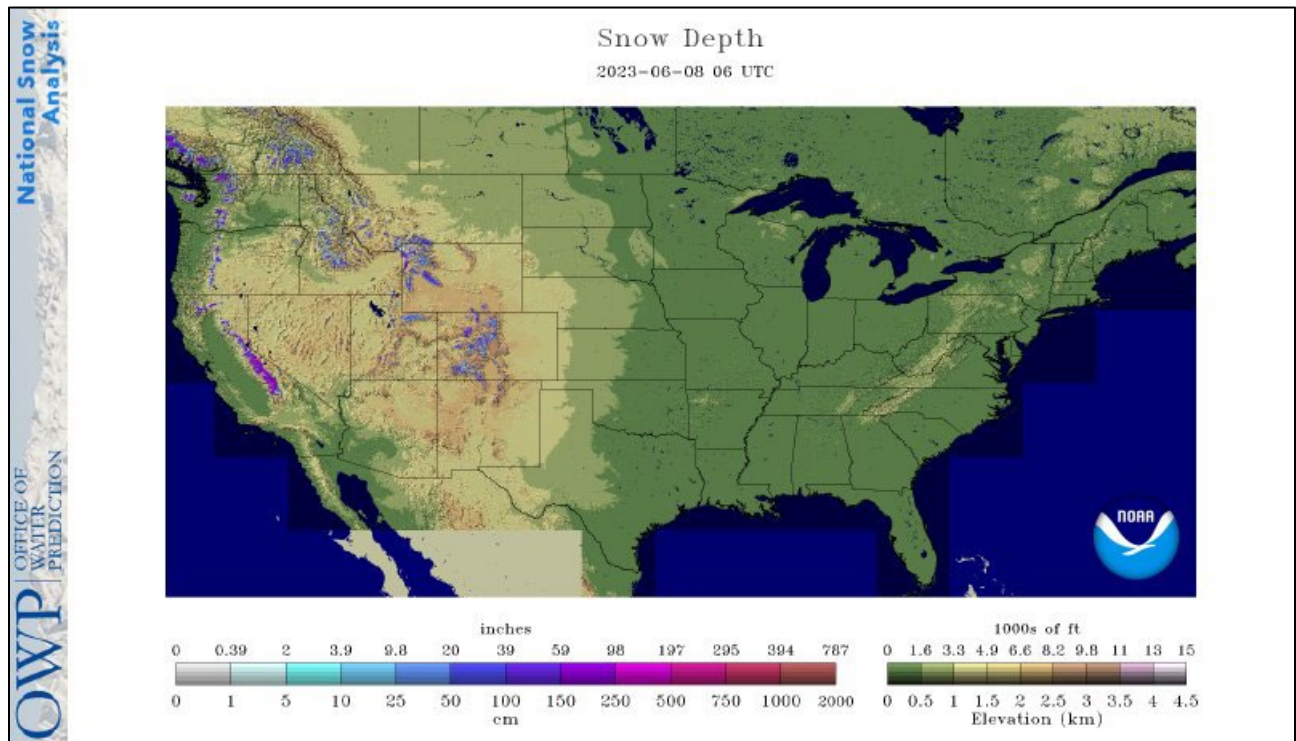 National Snow
Analysis
OWP
OFFICE OF
WATER
PREDICTION
Snow Depth
2023-06-08 06 UTC
NOAA
inches
0 0.39 2 3.9 9.8 20 39 59 98 197 295 394 787
0 1 5 10 25 50 100 150 250 500 750 1000 2000
cm
1000s of ft
0 1.6 3.3 4.9 6.6 8.2 9.8 11 13 15
0 0.5 1 1.5 2 2.5 3 3.5 4 4.5
Elevation (km)